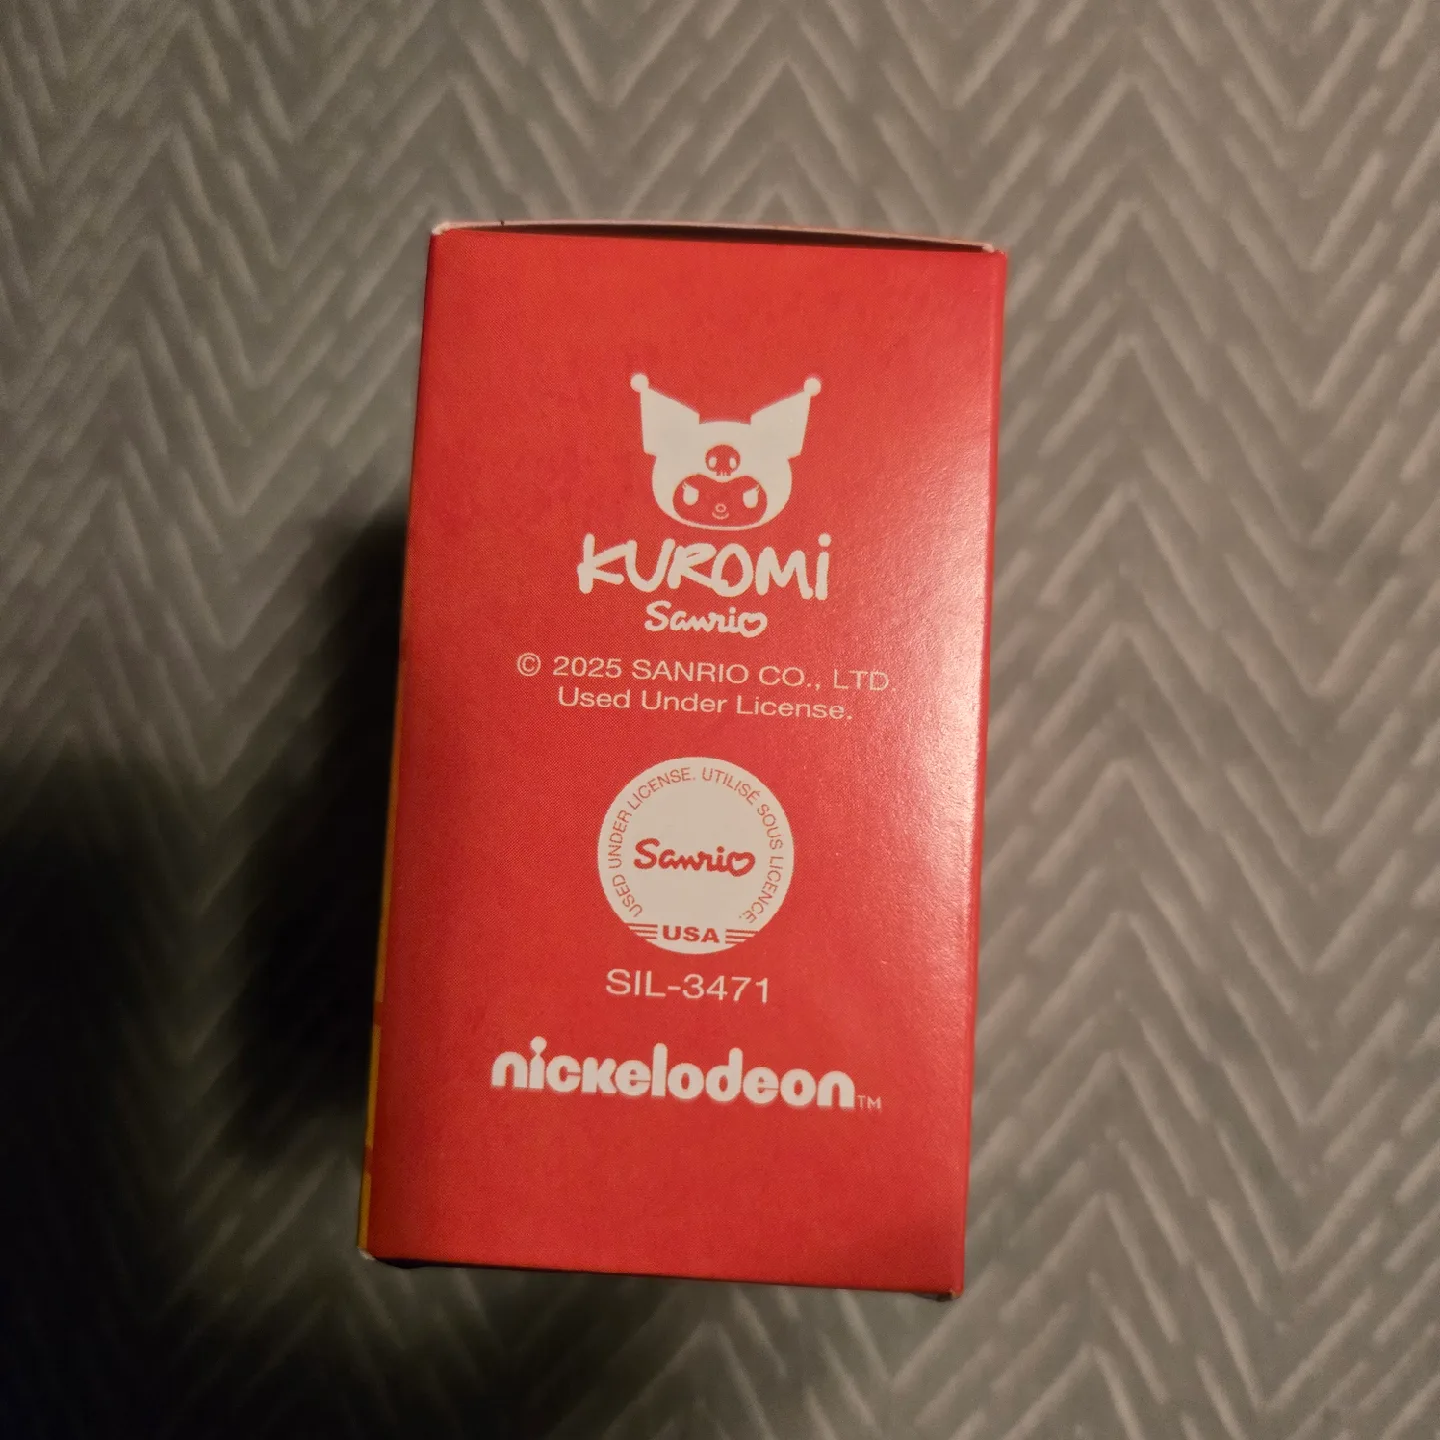 KUROMi
Sanrio
© 2025 SANRIO CO., LTD.
Used Under License.
USED UNDER LICENSE. UTILISÉ SOUS LICENCE.
Sanrio
USA
SIL-3471
nickelodeon™